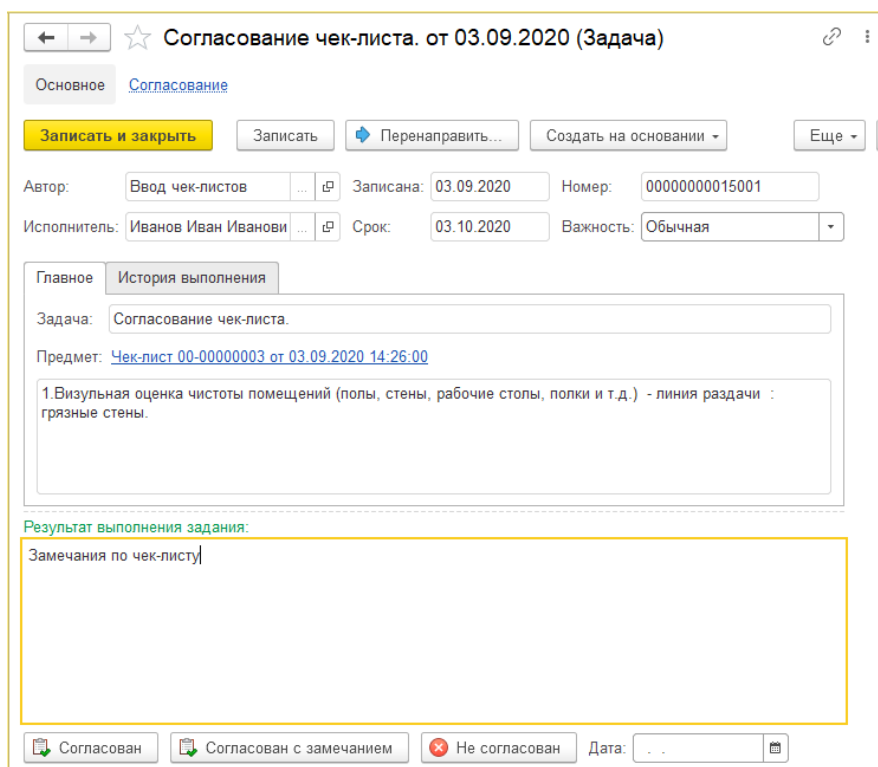 Согласование чек-листа. от 03.09.2020 (Задача)
Основное Согласование
Записать и закрыть Записать Перенаправить... Создать на основании Еще
Автор: Ввод чек-листов ... Записана: 03.09.2020 Номер: 00000000015001
Исполнитель: Иванов Иван Иванови ... Срок: 03.10.2020 Важность: Обычная
Главное История выполнения
Задача: Согласование чек-листа.
Предмет: Чек-лист 00-00000003 от 03.09.2020 14:26:00
1.Визульная оценка чистоты помещений (полы, стены, рабочие столы, полки и т.д.) - линия раздачи :
грязные стены.
Результат выполнения задания:
Замечания по чек-листу
Согласован Согласован с замечанием Не согласован Дата: . .